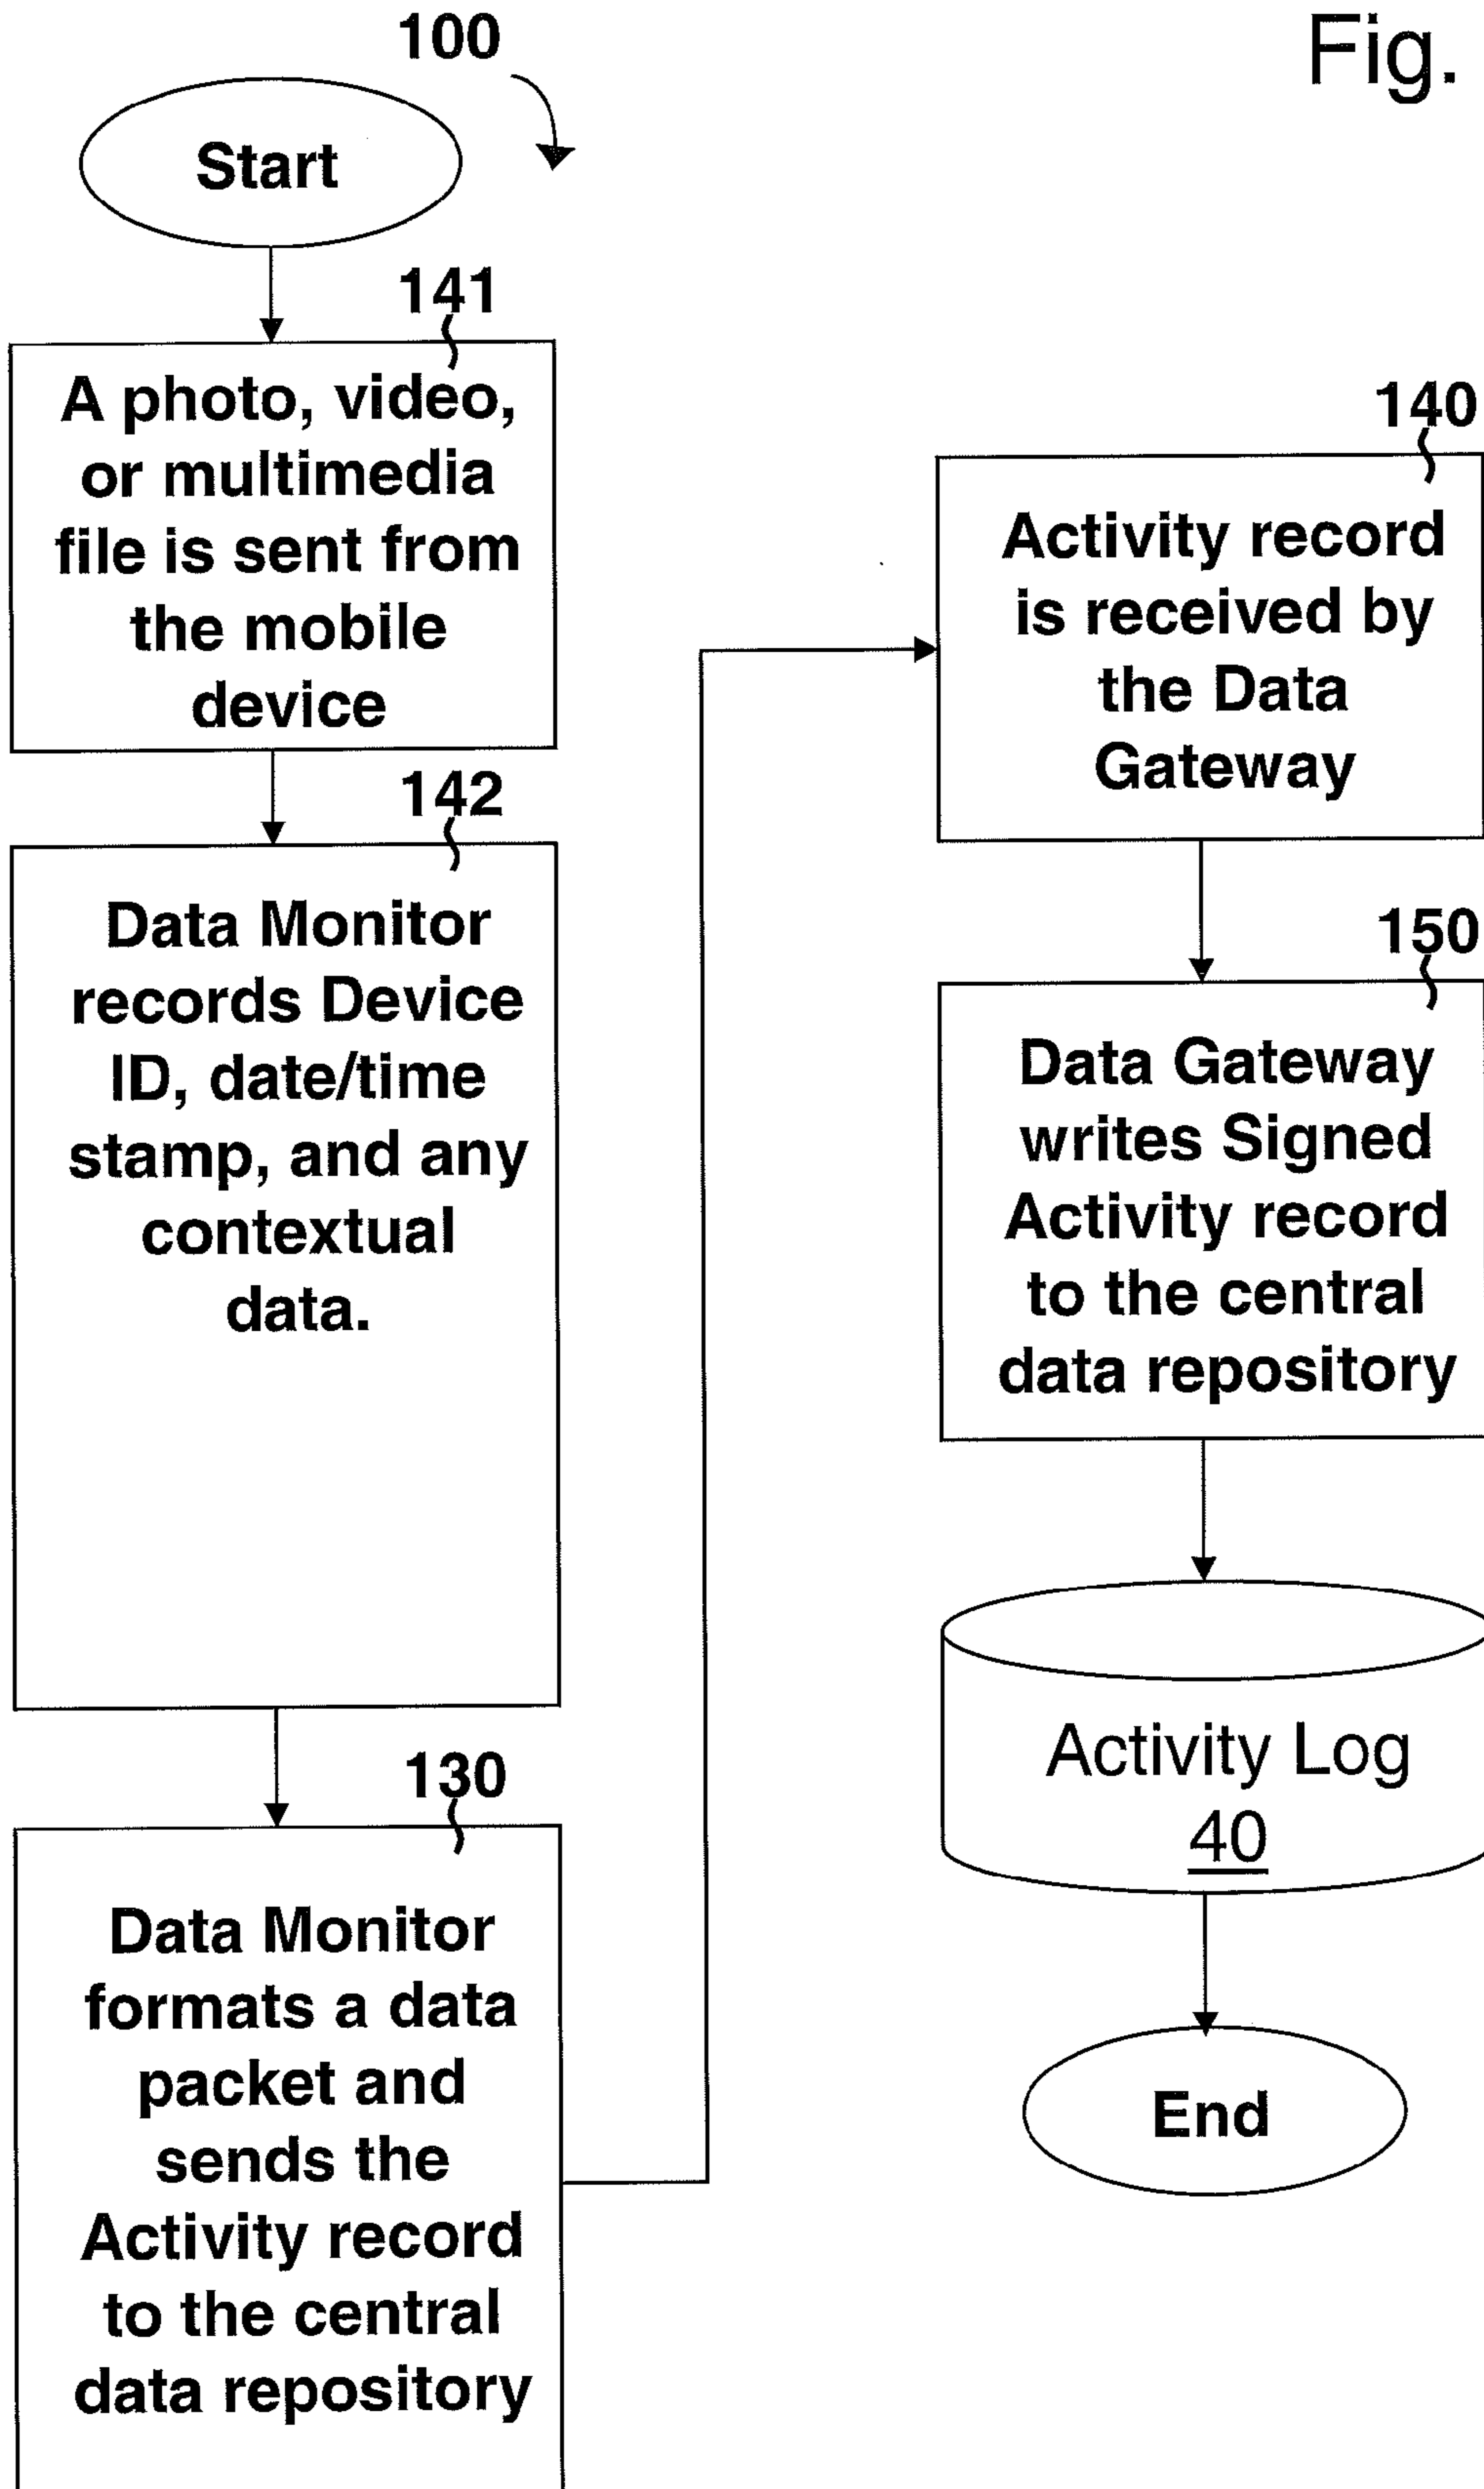 100
Fig.
Start
141
A photo, video,
or multimedia
file is sent from
the mobile
device
142
Data Monitor
records Device
ID, date/time
stamp, and any
contextual
data.
130
Data Monitor
formats a data
packet and
sends the
Activity record
to the central
data repository
140
Activity record
is received by
the Data
Gateway
150
Data Gateway
writes Signed
Activity record
to the central
data repository
Activity Log
40
End